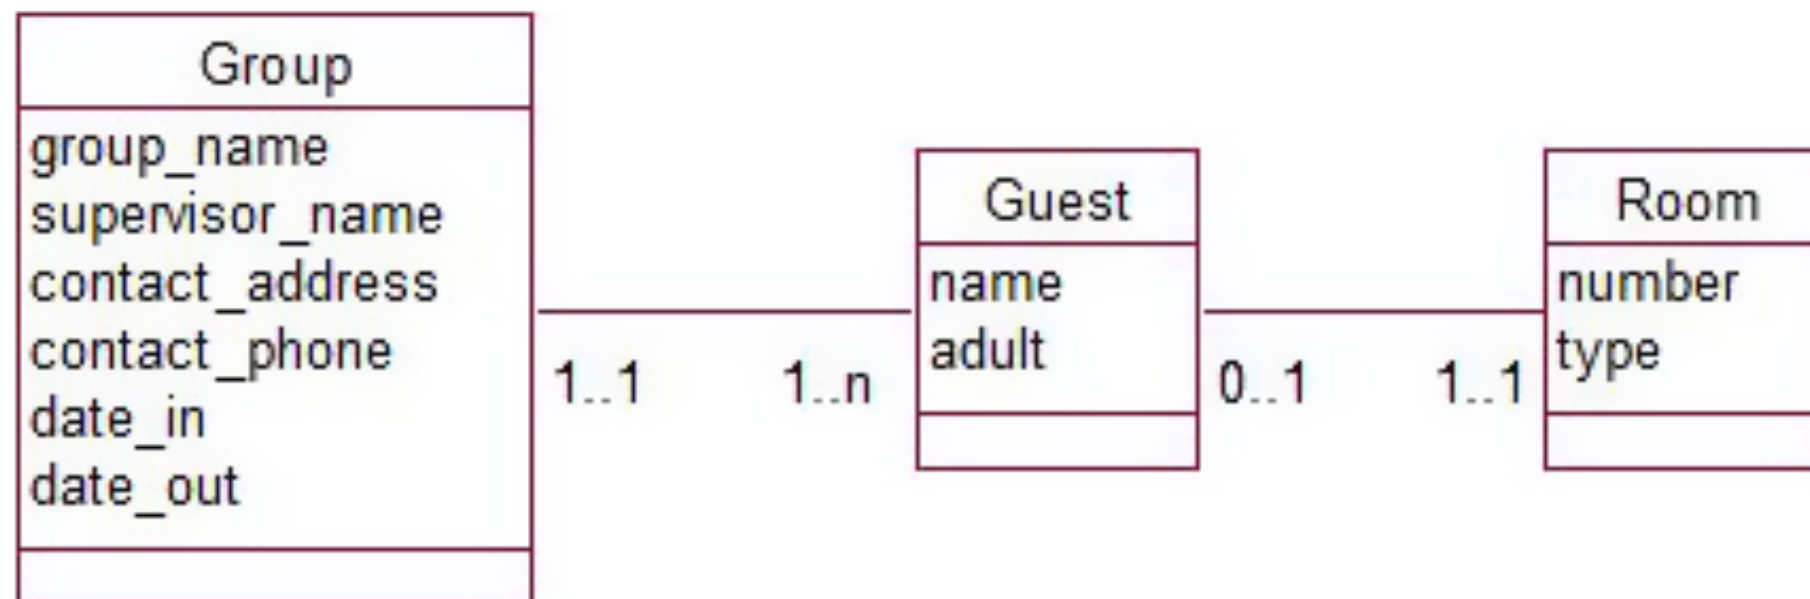 Group
group_name
supervisor_name
contact_address
contact_phone
date_in
date_out
1..1
1..n
Guest
name
adult
0..1
1..1
Room
number
type